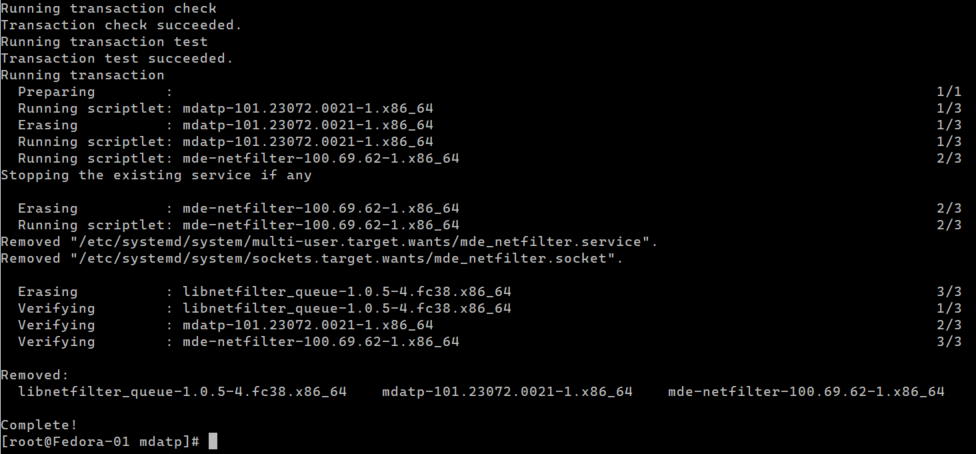 Running transaction check
Transaction check succeeded.
Running transaction test
Transaction test succeeded.
Running transaction
  Preparing        :                                                                                         1/1
  Running scriptlet: mdatp-101.23072.0021-1.x86_64                                                           1/3
  Erasing          : mdatp-101.23072.0021-1.x86_64                                                           1/3
  Running scriptlet: mdatp-101.23072.0021-1.x86_64                                                           1/3
  Running scriptlet: mde-netfilter-100.69.62-1.x86_64                                                        2/3
Stopping the existing service if any
  Erasing          : mde-netfilter-100.69.62-1.x86_64                                                        2/3
  Running scriptlet: mde-netfilter-100.69.62-1.x86_64                                                        2/3
Removed "/etc/systemd/system/multi-user.target.wants/mde_netfilter.service".
Removed "/etc/systemd/system/sockets.target.wants/mde_netfilter.socket".
  Erasing          : libnetfilter_queue-1.0.5-4.fc38.x86_64                                                  3/3
  Verifying        : libnetfilter_queue-1.0.5-4.fc38.x86_64                                                  1/3
  Verifying        : mdatp-101.23072.0021-1.x86_64                                                           2/3
  Verifying        : mde-netfilter-100.69.62-1.x86_64                                                        3/3
Removed:
  libnetfilter_queue-1.0.5-4.fc38.x86_64    mdatp-101.23072.0021-1.x86_64    mde-netfilter-100.69.62-1.x86_64
Complete!
[root@Fedora-01 mdatp]#